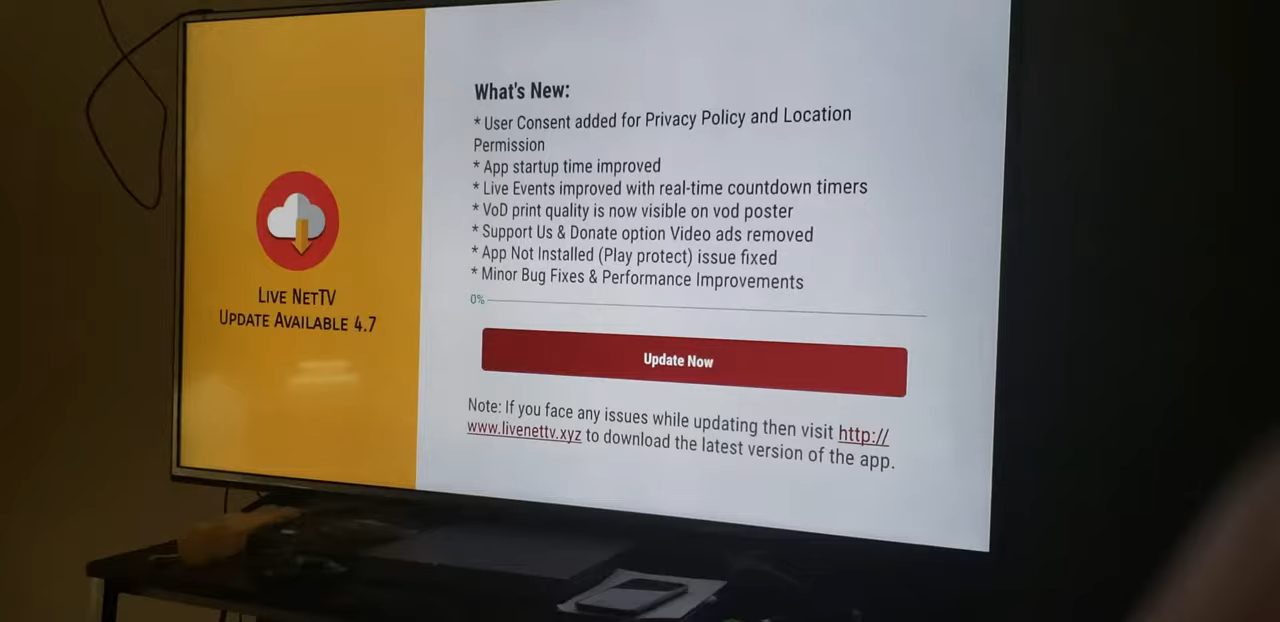 What's New:
* User Consent added for Privacy Policy and Location
Permission
* App startup time improved
* Live Events improved with real-time countdown timers
* VoD print quality is now visible on vod poster
* Support Us & Donate option Video ads removed
* App Not Installed (Play protect) issue fixed
* Minor Bug Fixes & Performance Improvements
0%
Live NetTV
Update Available 4.7
Update Now
Note: If you face any issues while updating then visit http://
www.livenettv.xyz to download the latest version of the app.